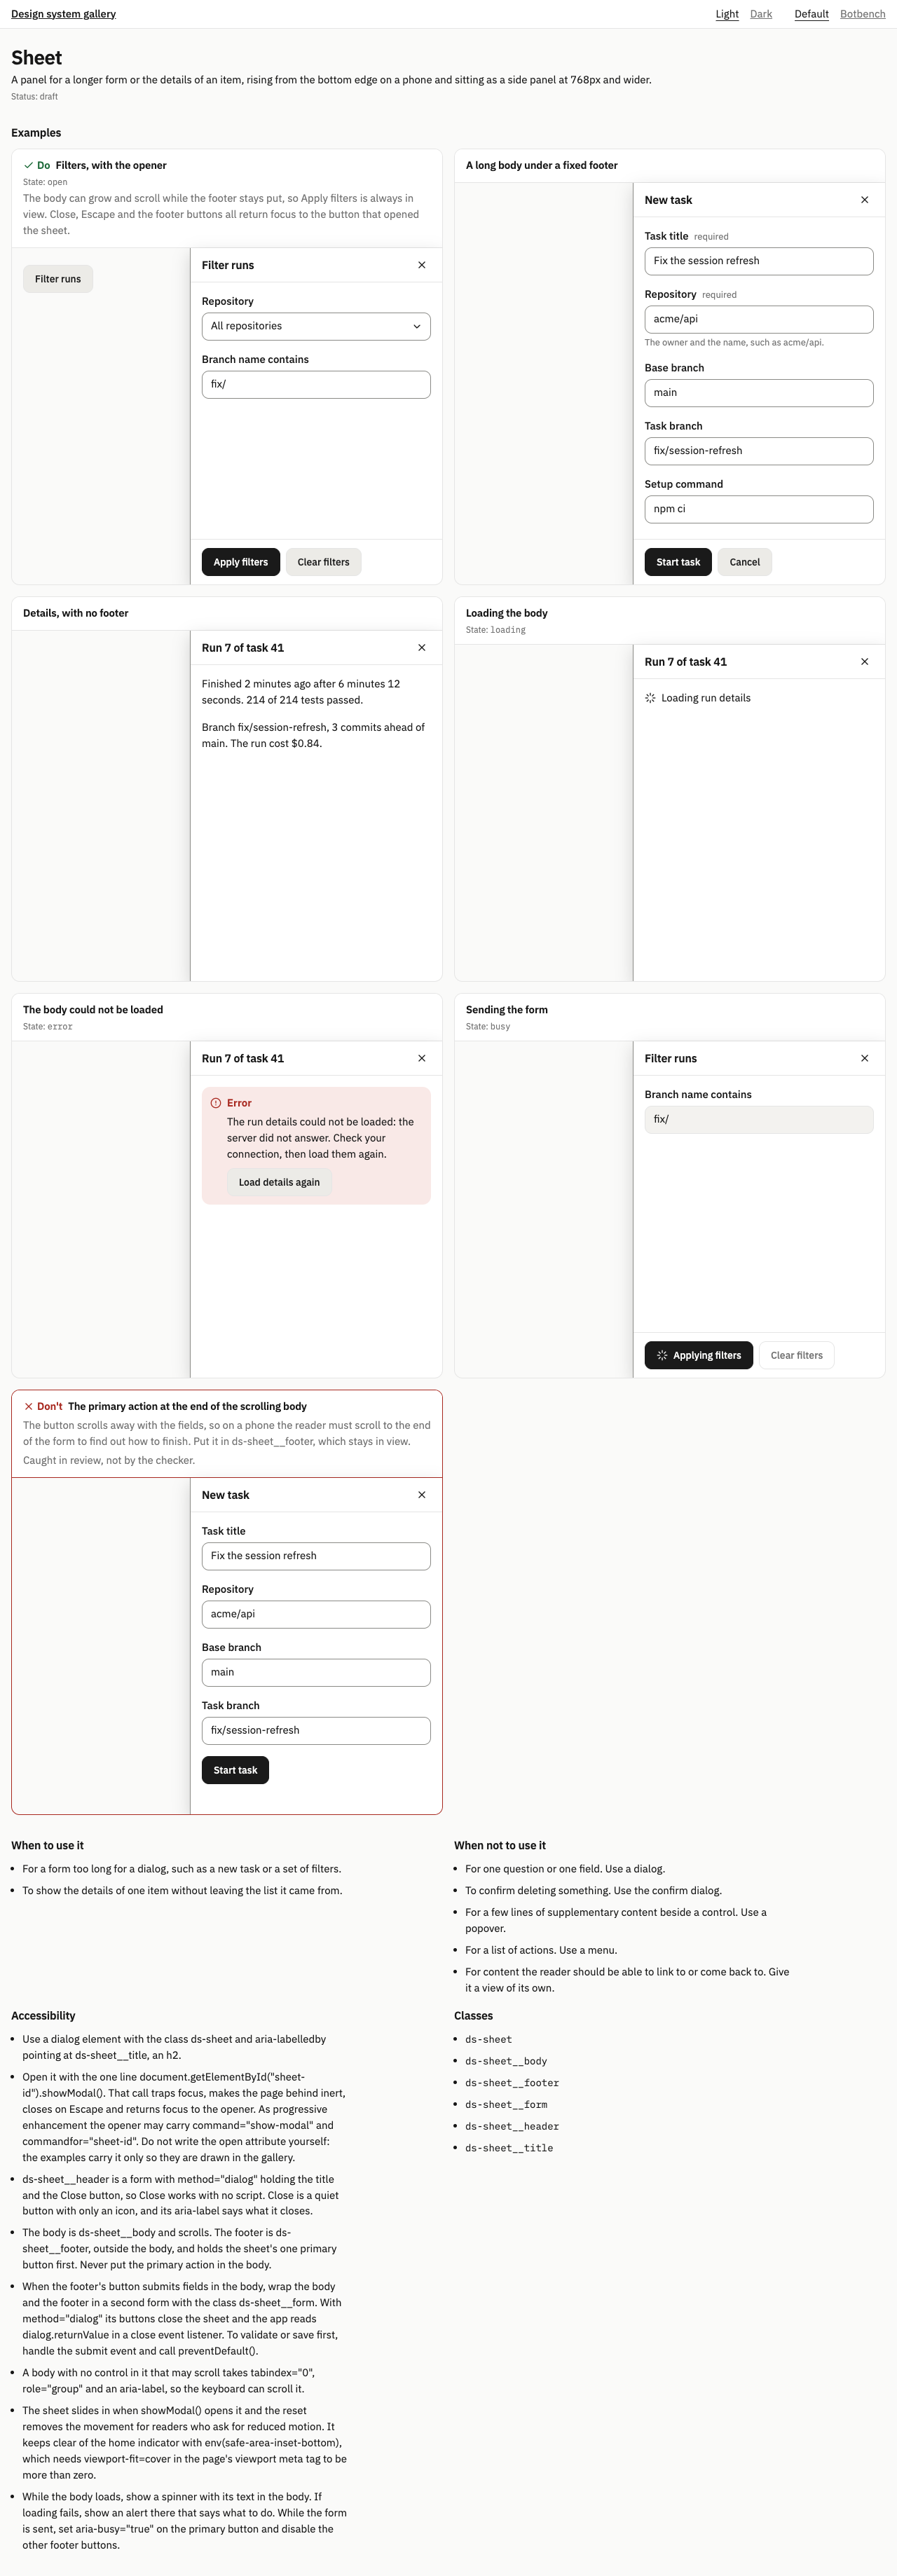 Design system gallery
Light Dark Default Botbench
Sheet
A panel for a longer form or the details of an item, rising from the bottom edge on a phone and sitting as a side panel at 768px and wider.
Status: draft
Examples
Do Filters, with the opener
State: open
The body can grow and scroll while the footer stays put, so Apply filters is always in
view. Close, Escape and the footer buttons all return focus to the button that opened
the sheet.
Filter runs
Filter runs
Repository
All repositories
Branch name contains
fix/
Apply filters Clear filters
A long body under a fixed footer
New task
Task title required
Fix the session refresh
Repository required
acme/api
The owner and the name, such as acme/api.
Base branch
main
Task branch
fix/session-refresh
Setup command
npm ci
Start task Cancel
Details, with no footer
Run 7 of task 41
Finished 2 minutes ago after 6 minutes 12
seconds. 214 of 214 tests passed.
Branch fix/session-refresh, 3 commits ahead of
main. The run cost $0.84.
Loading the body
State: loading
Run 7 of task 41
Loading run details
The body could not be loaded
State: error
Run 7 of task 41
Error
The run details could not be loaded: the
server did not answer. Check your
connection, then load them again.
Load details again
Sending the form
State: busy
Filter runs
Branch name contains
fix/
Applying filters Clear filters
Don't The primary action at the end of the scrolling body
The button scrolls away with the fields, so on a phone the reader must scroll to the end
of the form to find out how to finish. Put it in ds-sheet__footer, which stays in view.
Caught in review, not by the checker.
New task
Task title
Fix the session refresh
Repository
acme/api
Base branch
main
Task branch
fix/session-refresh
Start task
When to use it
• For a form too long for a dialog, such as a new task or a set of filters.
• To show the details of one item without leaving the list it came from.
When not to use it
• For one question or one field. Use a dialog.
• To confirm deleting something. Use the confirm dialog.
• For a few lines of supplementary content beside a control. Use a
popover.
• For a list of actions. Use a menu.
• For content the reader should be able to link to or come back to. Give
it a view of its own.
Accessibility
• Use a dialog element with the class ds-sheet and aria-labelledby
pointing at ds-sheet__title, an h2.
• Open it with the one line document.getElementById("sheet-
id").showModal(). That call traps focus, makes the page behind inert,
closes on Escape and returns focus to the opener. As progressive
enhancement the opener may carry command="show-modal" and
commandfor="sheet-id". Do not write the open attribute yourself:
the examples carry it only so they are drawn in the gallery.
• ds-sheet__header is a form with method="dialog" holding the title
and the Close button, so Close works with no script. Close is a quiet
button with only an icon, and its aria-label says what it closes.
• The body is ds-sheet__body and scrolls. The footer is ds-
sheet__footer, outside the body, and holds the sheet's one primary
button first. Never put the primary action in the body.
• When the footer's button submits fields in the body, wrap the body
and the footer in a second form with the class ds-sheet__form. With
method="dialog" its buttons close the sheet and the app reads
dialog.returnValue in a close event listener. To validate or save first,
handle the submit event and call preventDefault().
• A body with no control in it that may scroll takes tabindex="0",
role="group" and an aria-label, so the keyboard can scroll it.
• The sheet slides in when showModal() opens it and the reset
removes the movement for readers who ask for reduced motion. It
keeps clear of the home indicator with env(safe-area-inset-bottom),
which needs viewport-fit=cover in the page's viewport meta tag to be
more than zero.
• While the body loads, show a spinner with its text in the body. If
loading fails, show an alert there that says what to do. While the form
is sent, set aria-busy="true" on the primary button and disable the
other footer buttons.
Classes
• ds-sheet
• ds-sheet__body
• ds-sheet__footer
• ds-sheet__form
• ds-sheet__header
• ds-sheet__title